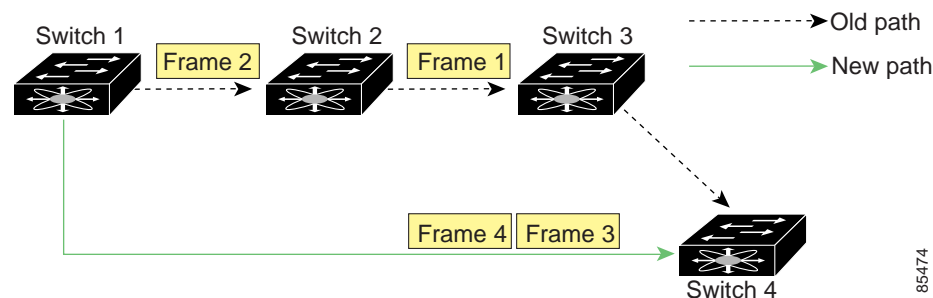 Switch 1
Switch 2
Switch 3
Old path
Frame 2
Frame 1
New path
Frame 4
Frame 3
Switch 4
85474